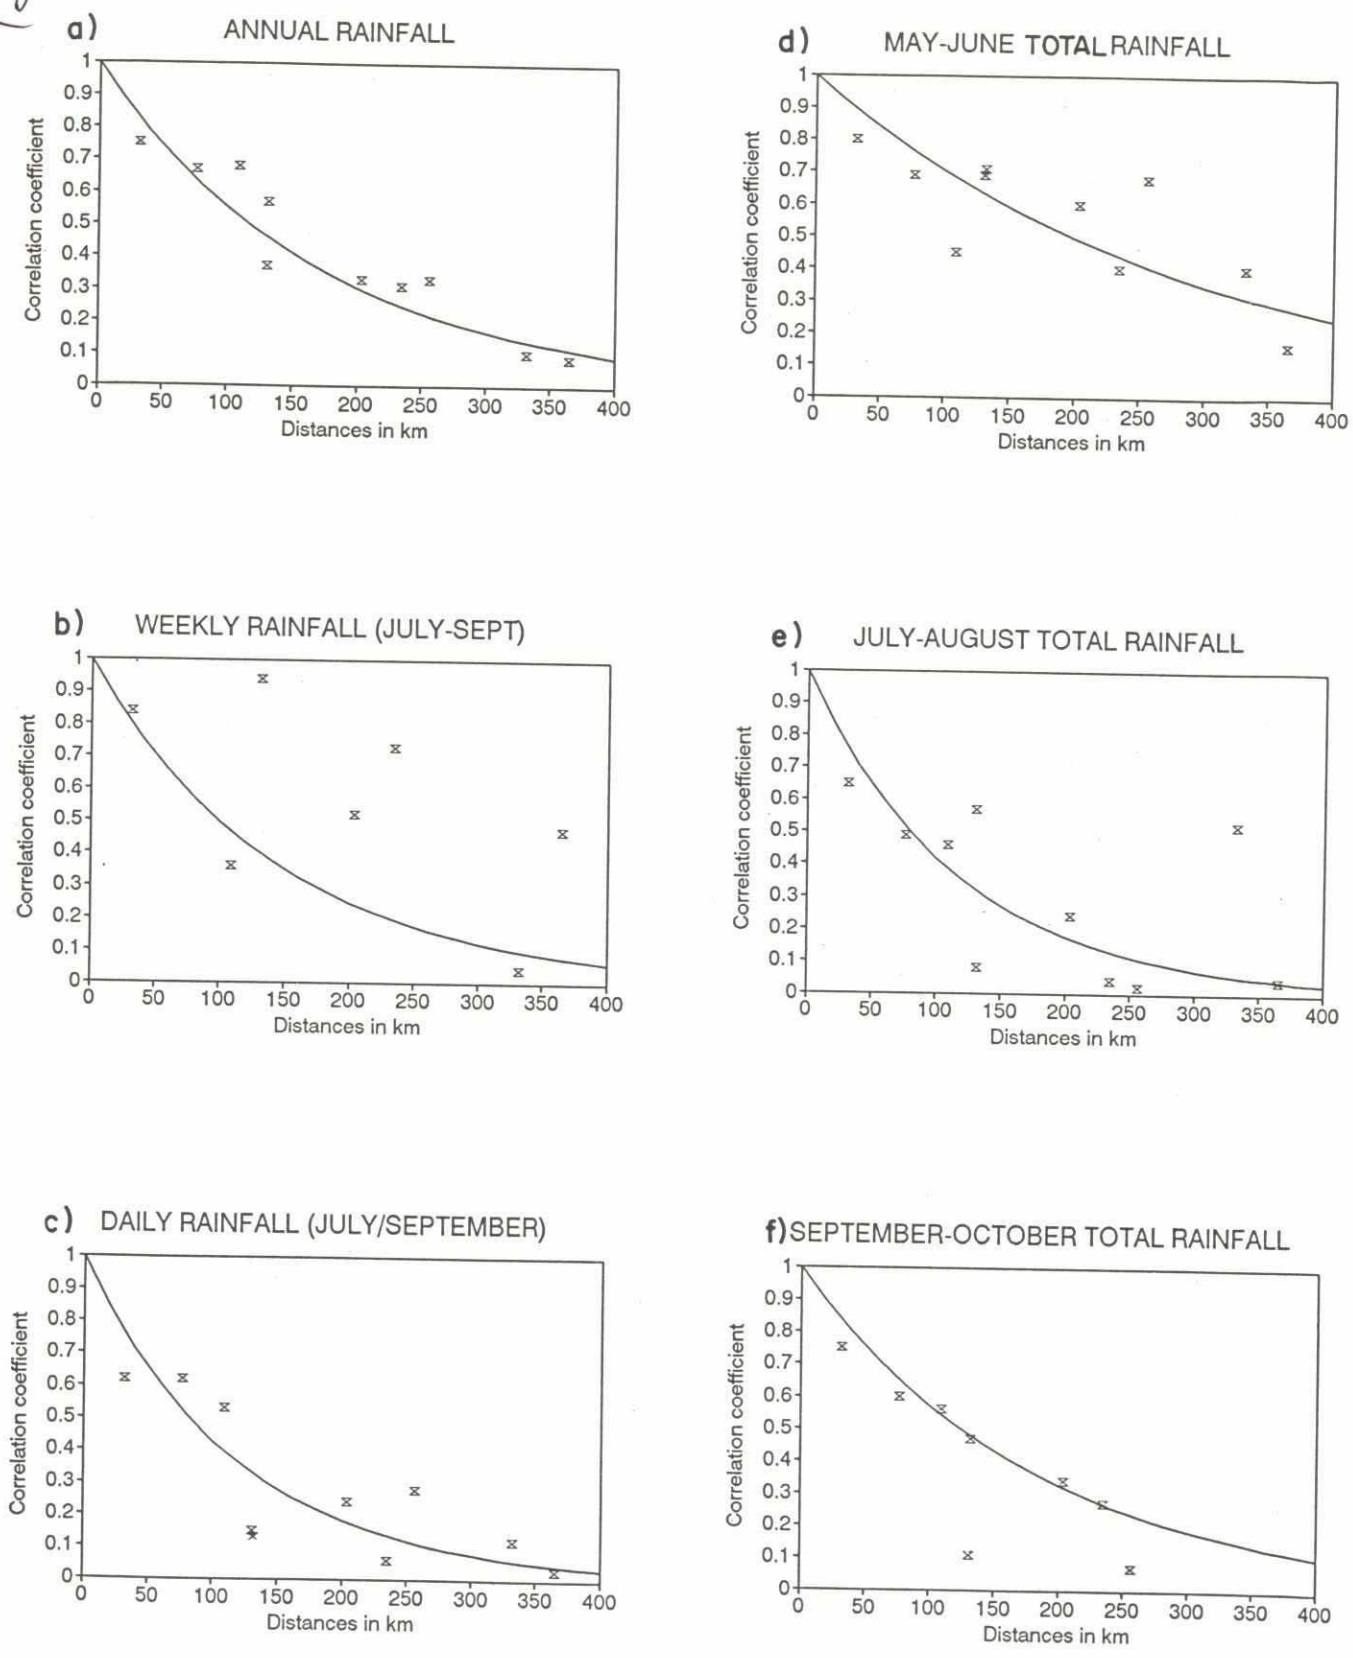 a) ANNUAL RAINFALL
1
0.9
0.8
0.7
0.6
0.5
0.4
0.3
0.2
0.1
0
Correlation coefficient
0 50 100 150 200 250 300 350 400
Distances in km
d) MAY-JUNE TOTAL RAINFALL
1
0.9
0.8
0.7
0.6
0.5
0.4
0.3
0.2
0.1
0
Correlation coefficient
0 50 100 150 200 250 300 350 400
Distances in km
b) WEEKLY RAINFALL (JULY-SEPT)
1
0.9
0.8
0.7
0.6
0.5
0.4
0.3
0.2
0.1
0
Correlation coefficient
0 50 100 150 200 250 300 350 400
Distances in km
e) JULY-AUGUST TOTAL RAINFALL
1
0.9
0.8
0.7
0.6
0.5
0.4
0.3
0.2
0.1
0
Correlation coefficient
0 50 100 150 200 250 300 350 400
Distances in km
c) DAILY RAINFALL (JULY/SEPTEMBER)
1
0.9
0.8
0.7
0.6
0.5
0.4
0.3
0.2
0.1
0
Correlation coefficient
0 50 100 150 200 250 300 350 400
Distances in km
f) SEPTEMBER-OCTOBER TOTAL RAINFALL
1
0.9
0.8
0.7
0.6
0.5
0.4
0.3
0.2
0.1
0
Correlation coefficient
0 50 100 150 200 250 300 350 400
Distances in km